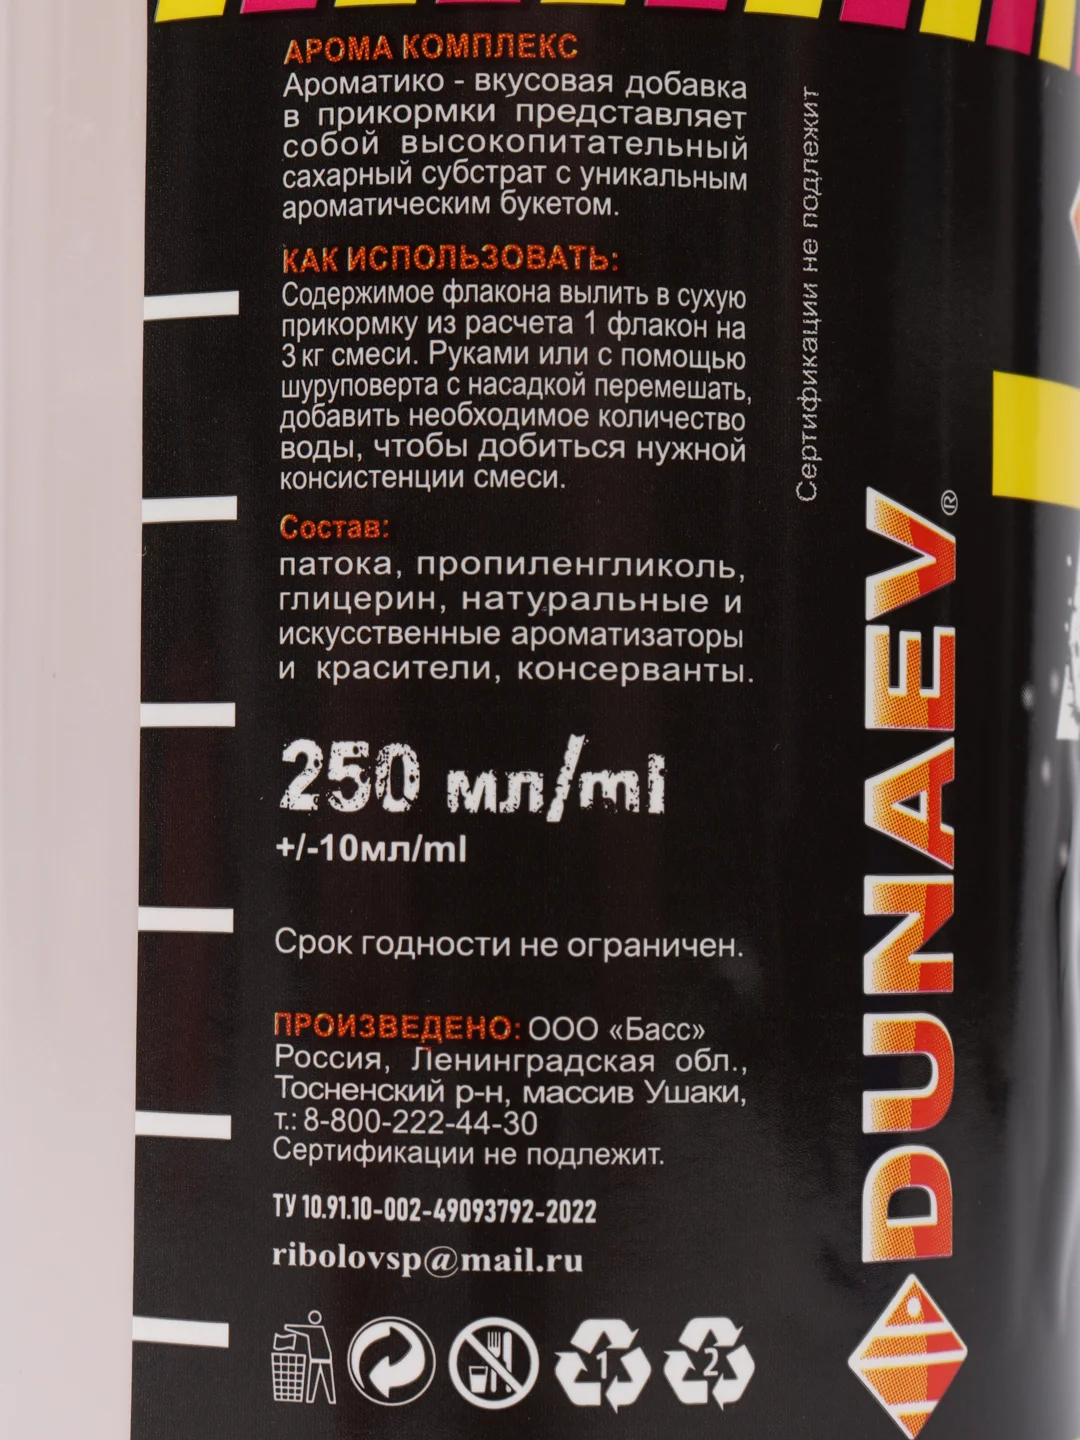 АРОМА КОМПЛЕКС
Ароматико - вкусовая добавка
в прикормки представляет
собой высокопитательный
сахарный субстрат с уникальным
ароматическим букетом.
КАК ИСПОЛЬЗОВАТЬ:
Содержимое флакона вылить в сухую
прикормку из расчета 1 флакон на
3 кг смеси. Руками или с помощью
шуруповерта с насадкой перемешать,
добавить необходимое количество
воды, чтобы добиться нужной
консистенции смеси.
Состав:
патока, пропиленгликоль,
глицерин, натуральные и
искусственные ароматизаторы
и красители, консерванты.
250 мл/ml
+/-10мл/ml
Срок годности не ограничен.
ПРОИЗВЕДЕНО: ООО «Басс»
Россия, Ленинградская обл.,
Тосненский р-н, массив Ушаки,
т.: 8-800-222-44-30
Сертификации не подлежит.
ТУ 10.91.10-002-49093792-2022
ribolovsp@mail.ru
1
2
Сертификации не подлежит
DUNAEV®